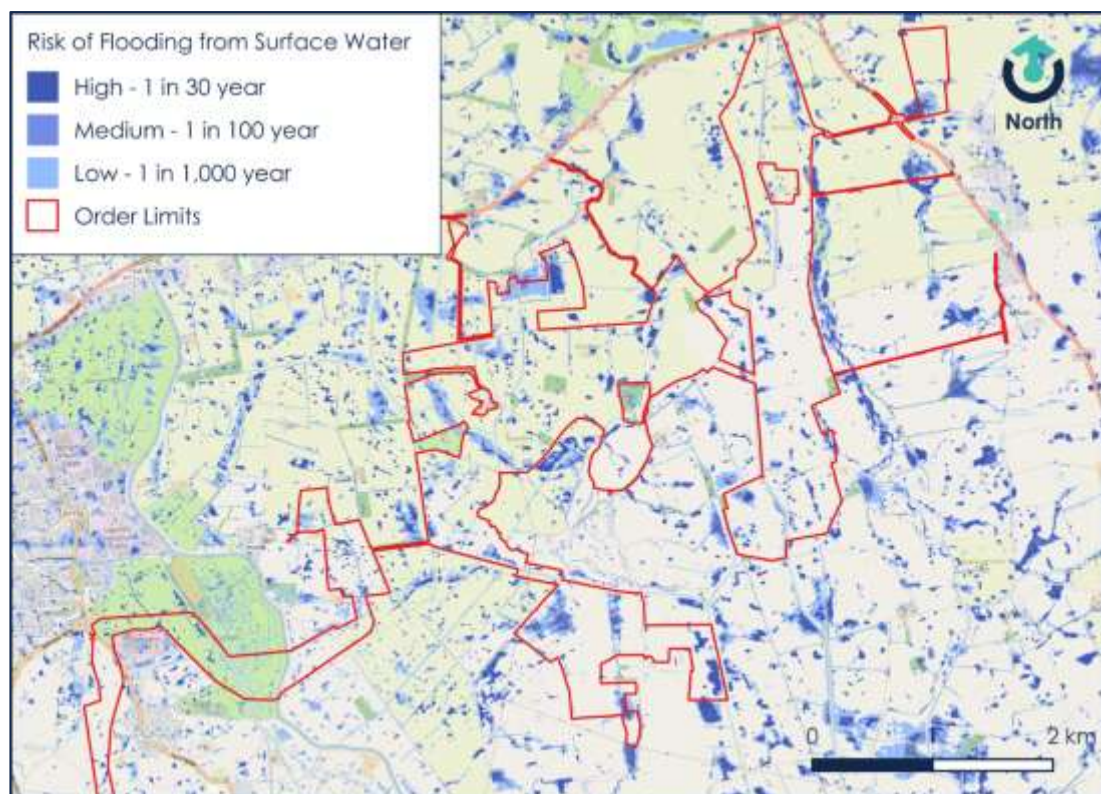 Risk of Flooding from Surface Water
High - 1 in 30 year
Medium - 1 in 100 year
Low - 1 in 1,000 year
Order Limits
North
0
2 km